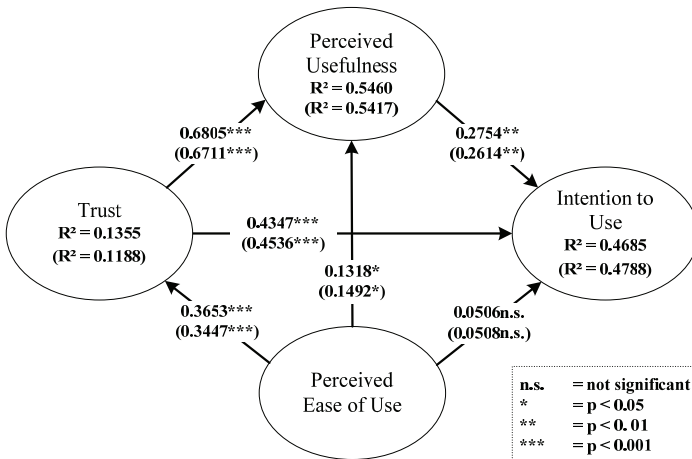 Perceived
Usefulness
R² = 0.5460
(R² = 0.5417)
0.6805***
(0.6711***)
0.2754**
(0.2614**)
Trust
R² = 0.1355
(R² = 0.1188)
0.4347***
(0.4536***)
Intention to
Use
R² = 0.4685
(R² = 0.4788)
0.1318*
(0.1492*)
0.3653***
(0.3447***)
0.0506n.s.
(0.0508n.s.)
Perceived
Ease of Use
n.s. = not significant
* = p < 0.05
** = p < 0.01
*** = p < 0.001